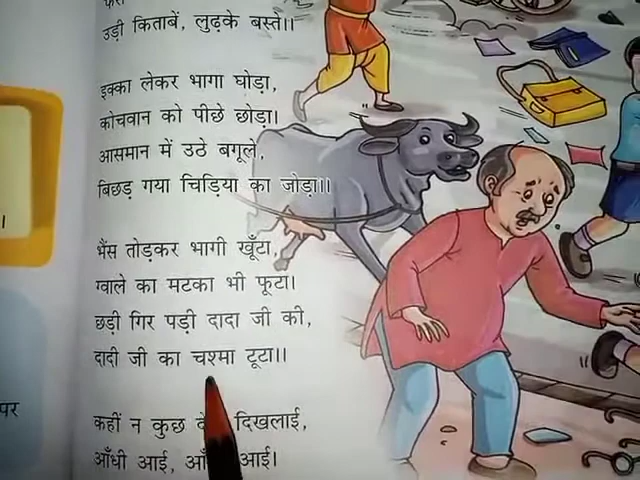 उड़ी किताबें, लुढ़के बस्ते।।
इक्का लेकर भागा घोड़ा,
कोचवान को पीछे छोड़ा।
आसमान में उठे बगूले,
बिछड़ गया चिड़िया का जोड़ा।।
भैंस तोड़कर भागी खूँटा,
ग्वाले का मटका भी फूटा।
छड़ी गिर पड़ी दादा जी की,
दादी जी का चश्मा टूटा।।
पर
कहीं न कुछ दिखलाई,
आँधी आई, आई।